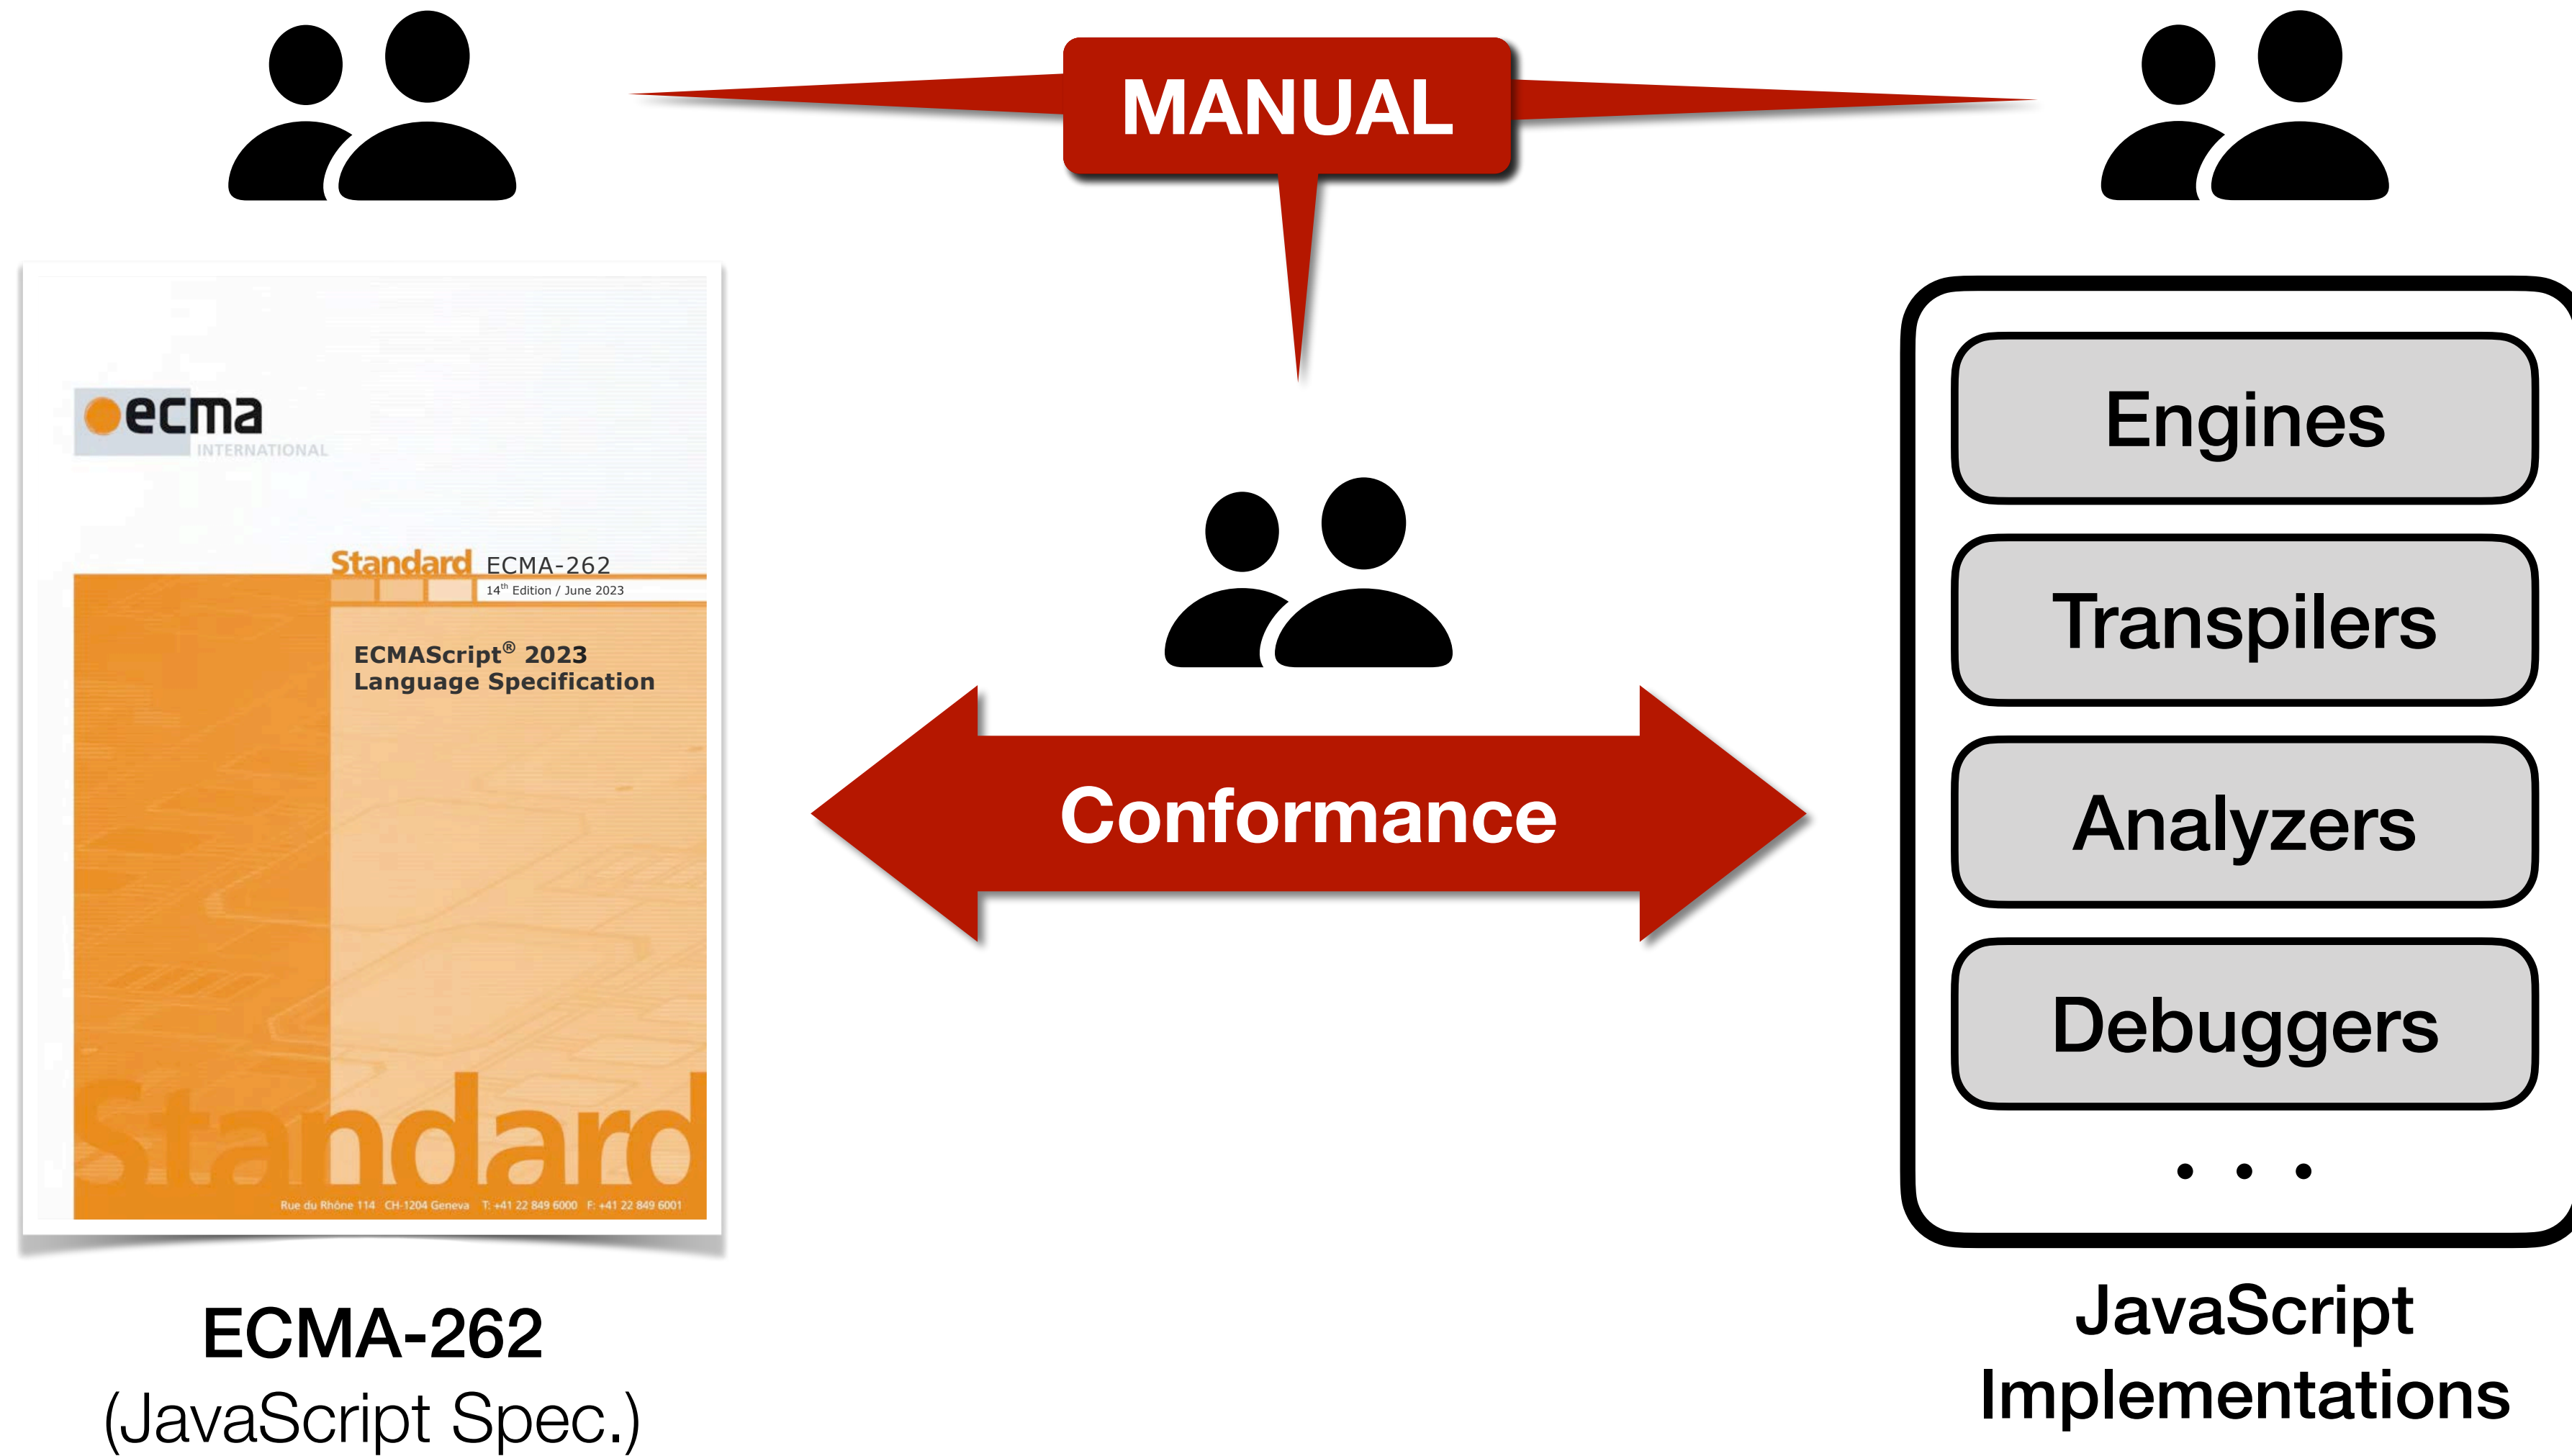 MANUAL
ecma
INTERNATIONAL
Standard ECMA-262
14th Edition / June 2023
ECMAScript® 2023
Language Specification
Standard
Rue du Rhône 114 CH-1204 Geneva T: +41 22 849 6000 F: +41 22 849 6001
ECMA-262
(JavaScript Spec.)
Conformance
Engines
Transpilers
Analyzers
Debuggers
. . .
JavaScript
Implementations